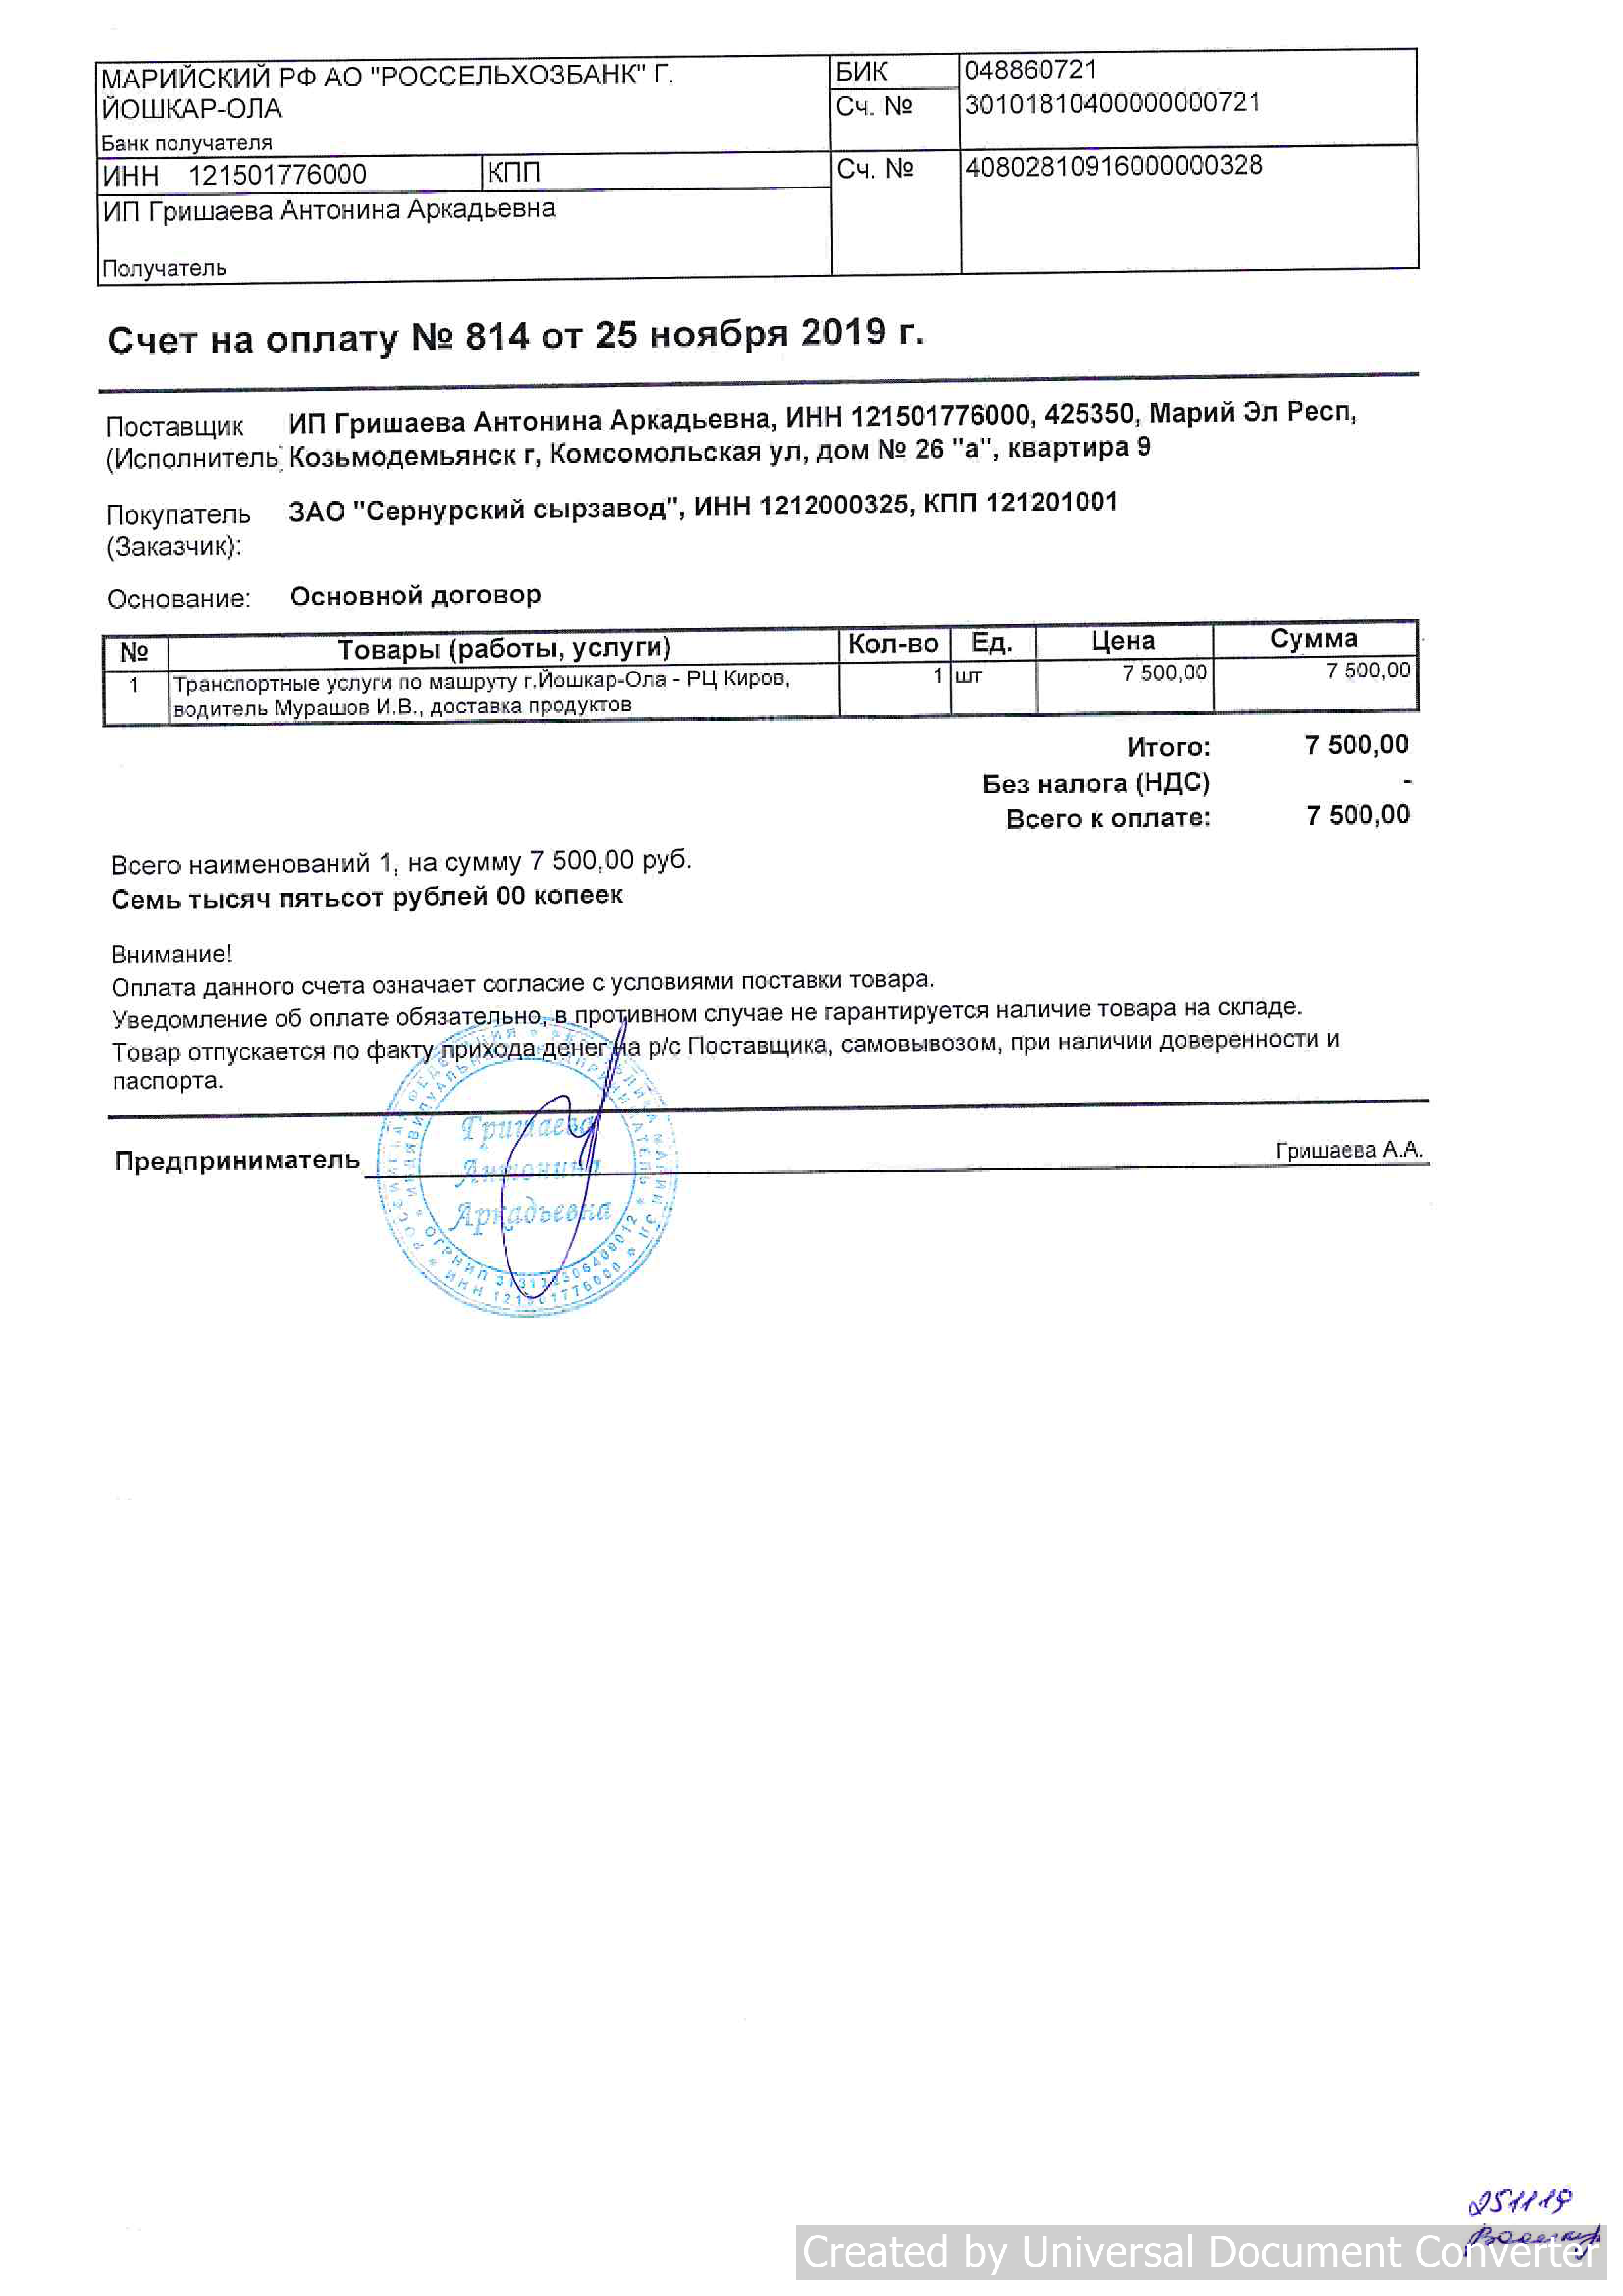 МАРИЙСКИЙ РФ АО "РОССЕЛЬХОЗБАНК" Г.
ЙОШКАР-ОЛА
Банк получателя
БИК 048860721
Сч. № 30101810400000000721
ИНН 121501776000 КПП
Сч. № 40802810916000000328
ИП Гришаева Антонина Аркадьевна
Получатель
Счет на оплату № 814 от 25 ноября 2019 г.
Поставщик ИП Гришаева Антонина Аркадьевна, ИНН 121501776000, 425350, Марий Эл Респ,
(Исполнитель) Козьмодемьянск г, Комсомольская ул, дом № 26 "а", квартира 9
Покупатель ЗАО "Сернурский сырзавод", ИНН 1212000325, КПП 121201001
(Заказчик):
Основание: Основной договор
№ Товары (работы, услуги) Кол-во Ед. Цена Сумма
1 Транспортные услуги по машруту г.Йошкар-Ола - РЦ Киров, 1 шт 7 500,00 7 500,00
водитель Мурашов И.В., доставка продуктов
Итого: 7 500,00
Без налога (НДС) -
Всего к оплате: 7 500,00
Всего наименований 1, на сумму 7 500,00 руб.
Семь тысяч пятьсот рублей 00 копеек
Внимание!
Оплата данного счета означает согласие с условиями поставки товара.
Уведомление об оплате обязательно, в противном случае не гарантируется наличие товара на складе.
Товар отпускается по факту прихода денег на р/с Поставщика, самовывозом, при наличии доверенности и
паспорта.
Предприниматель Гришаева А.А.
Гришаева
Антонина
Аркадьевна
ИНН 121501776000
251119
Created by Universal Document Converter